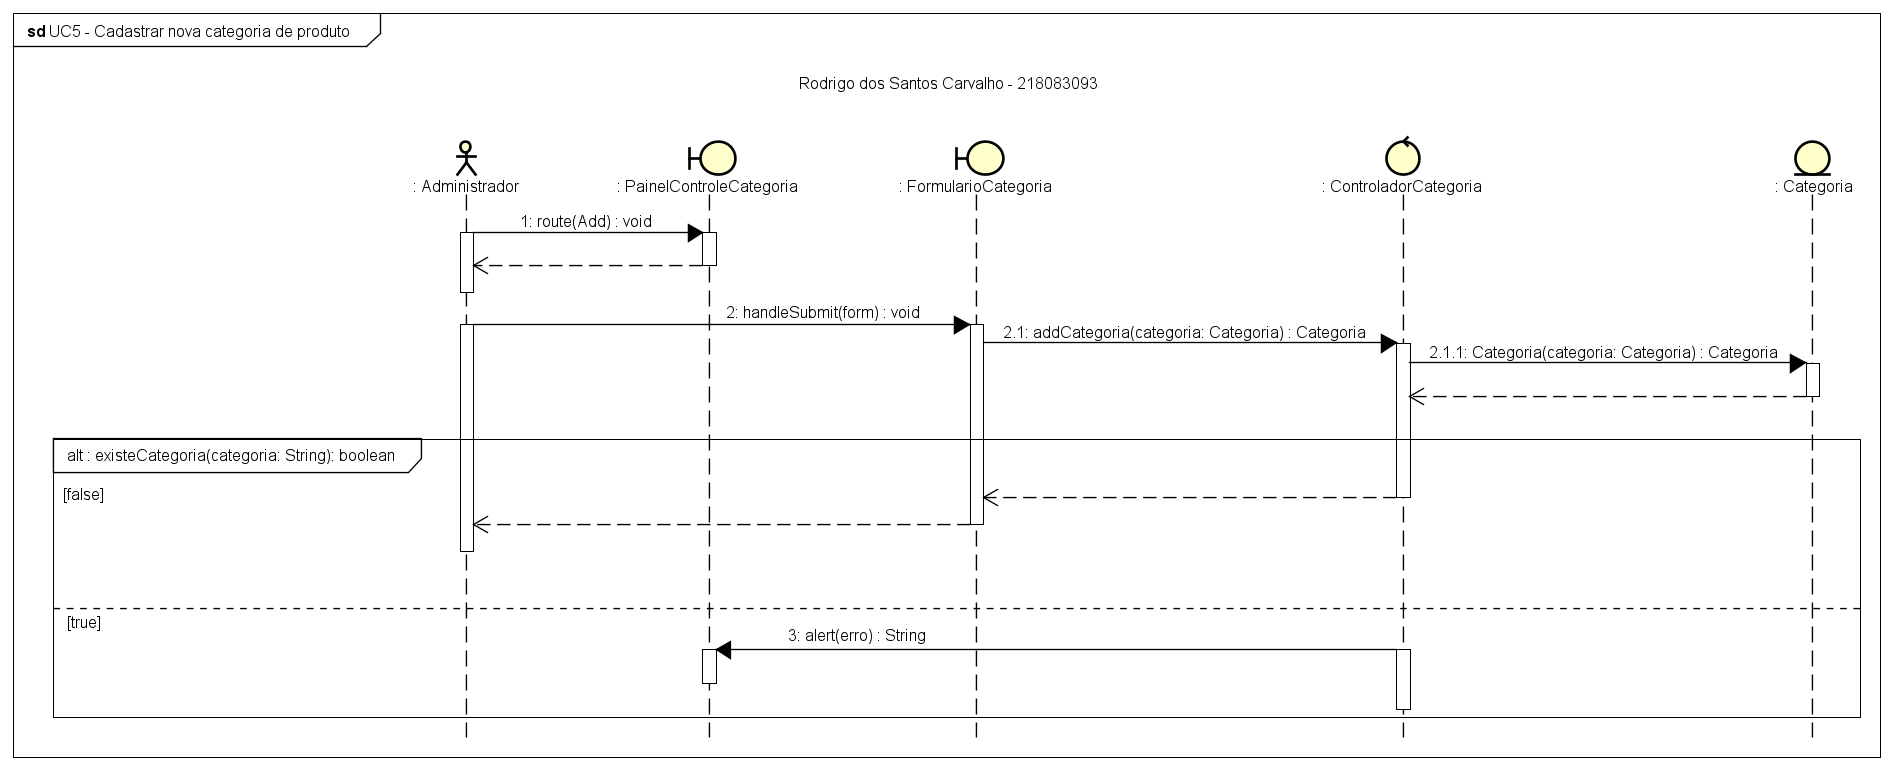 sd UC5 - Cadastrar nova categoria de produto
Rodrigo dos Santos Carvalho - 218083093
: Administrador
: PainelControleCategoria
: FormularioCategoria
: ControladorCategoria
: Categoria
1: route(Add) : void
2: handleSubmit(form) : void
2.1: addCategoria(categoria: Categoria) : Categoria
2.1.1: Categoria(categoria: Categoria) : Categoria
alt : existeCategoria(categoria: String): boolean
[false]
[true]
3: alert(erro) : String